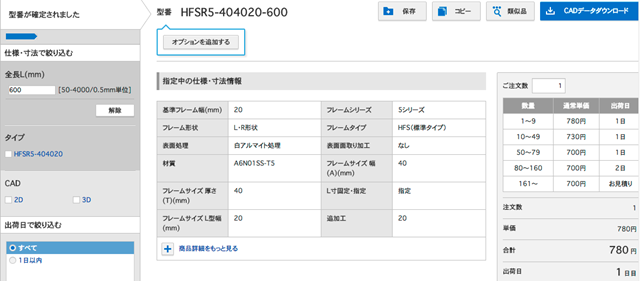 型番が確定されました
型番 HFSR5-404020-600
保存
コピー
類似品
CADデータダウンロード
オプションを追加する
仕様・寸法で絞り込む
全長L(mm)
600 [50-4000/0.5mm単位]
解除
タイプ
HFSR5-404020
CAD
2D 3D
出荷日で絞り込む
すべて
1日以内
指定中の仕様・寸法情報
基準フレーム幅(mm) 20 フレームシリーズ 5シリーズ
フレーム形状 L・R形状 フレームタイプ HFS(標準タイプ)
表面処理 白アルマイト処理 表面面取り加工 なし
材質 A6N01SS-T5 フレームサイズ 幅(A)(mm) 40
フレームサイズ 厚さ(T)(mm) 40 L寸固定・指定 指定
フレームサイズ L型幅(mm) 20 追加工 20
商品詳細をもっと見る
ご注文数 1
数量 通常単価 出荷日
1～9 780円 1日
10～49 730円 1日
50～79 700円 1日
80～160 700円 2日
161～ 700円 お見積り
注文数 1
単価 780円
合計 780円
出荷日 1日目